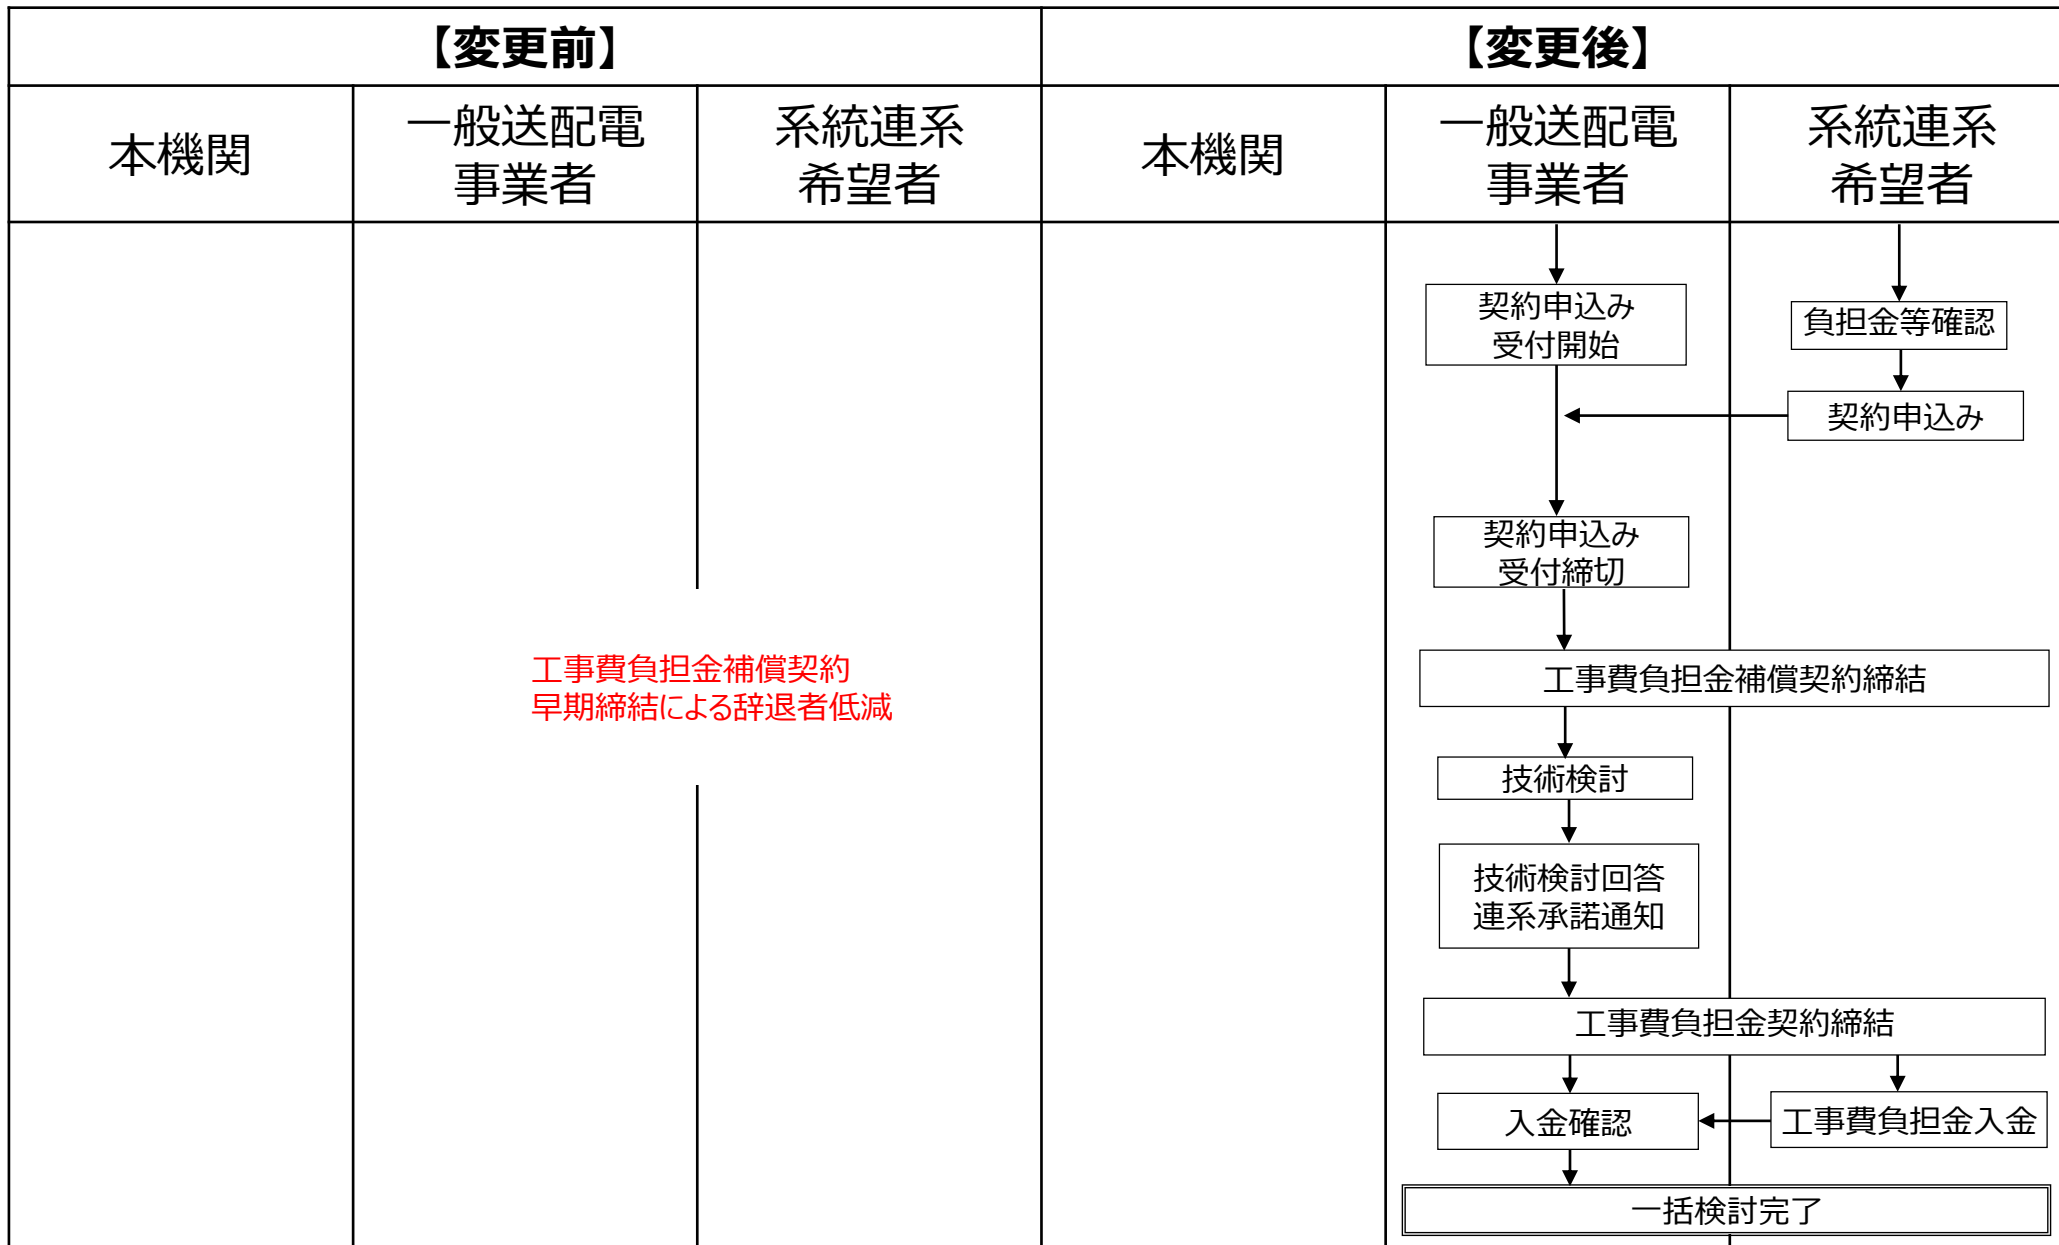 【変更前】
【変更後】
本機関
一般送配電
事業者
系統連系
希望者
本機関
一般送配電
事業者
系統連系
希望者
契約申込み
受付開始
負担金等確認
契約申込み
契約申込み
受付締切
工事費負担金補償契約
早期締結による辞退者低減
工事費負担金補償契約締結
技術検討
技術検討回答
連系承諾通知
工事費負担金契約締結
入金確認
工事費負担金入金
一括検討完了